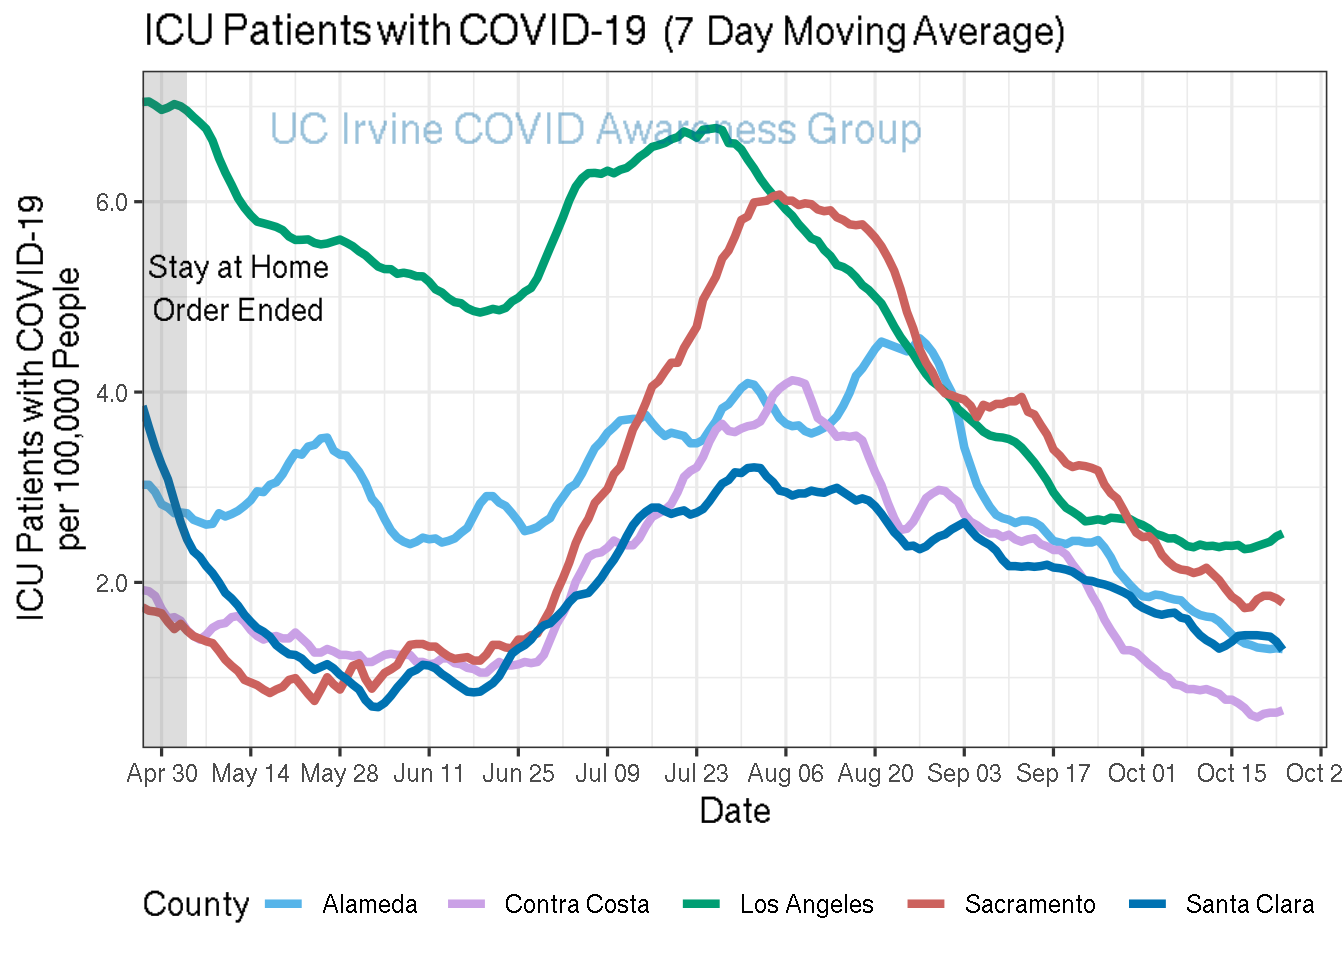 ICU Patients with COVID-19 (7 Day Moving Average)
UC Irvine COVID Awareness Group
ICU Patients with COVID-19
per 100,000 People
6.0
4.0
2.0
Stay at Home
Order Ended
Apr 30 May 14 May 28 Jun 11 Jun 25 Jul 09 Jul 23 Aug 06 Aug 20 Sep 03 Sep 17 Oct 01 Oct 15 Oct 2
Date
County Alameda Contra Costa Los Angeles Sacramento Santa Clara